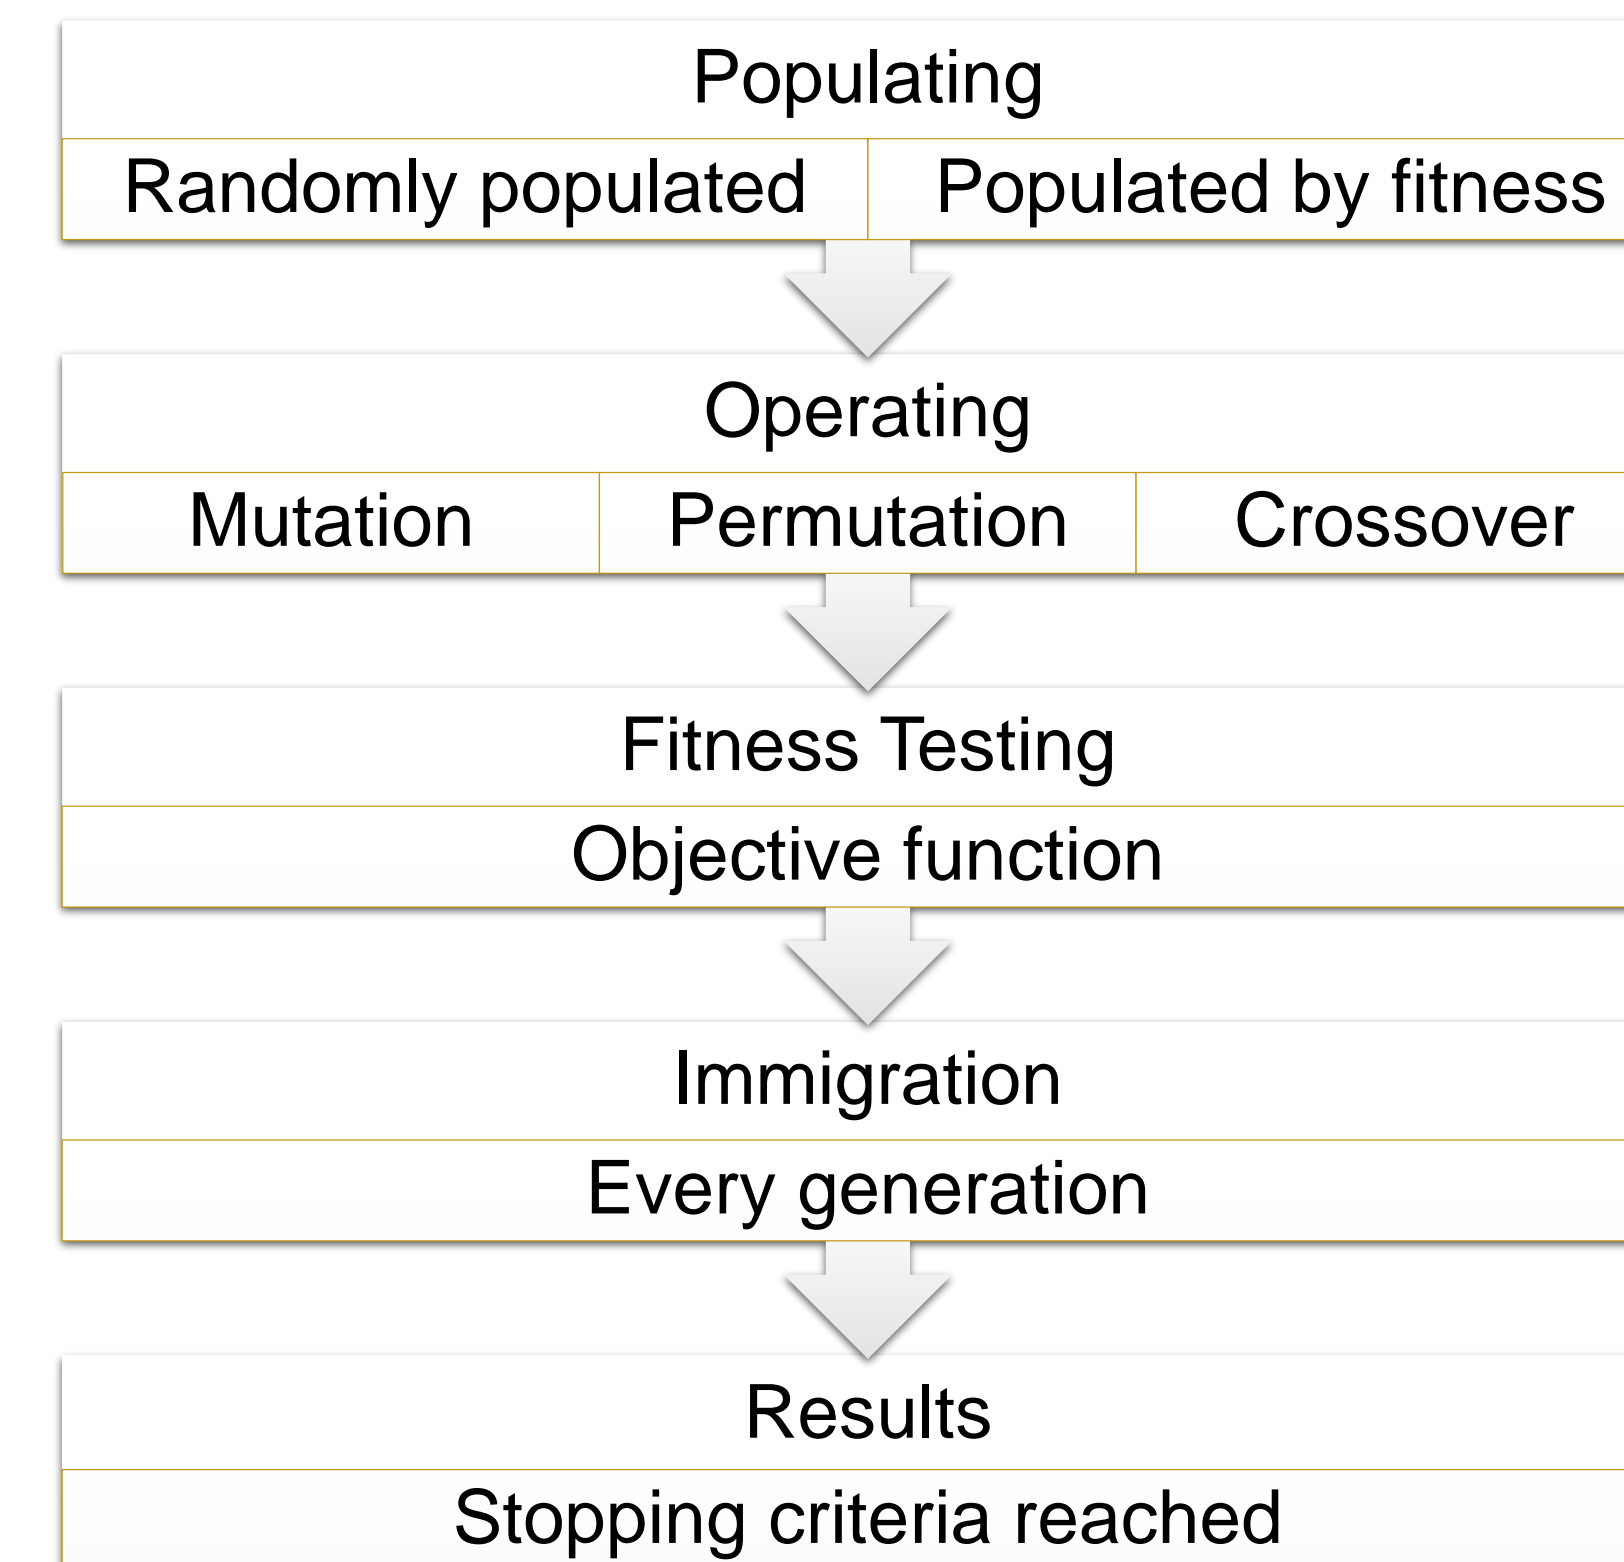 Populating
Randomly populated Populated by fitness
Operating
Mutation Permutation Crossover
Fitness Testing
Objective function
Immigration
Every generation
Results
Stopping criteria reached